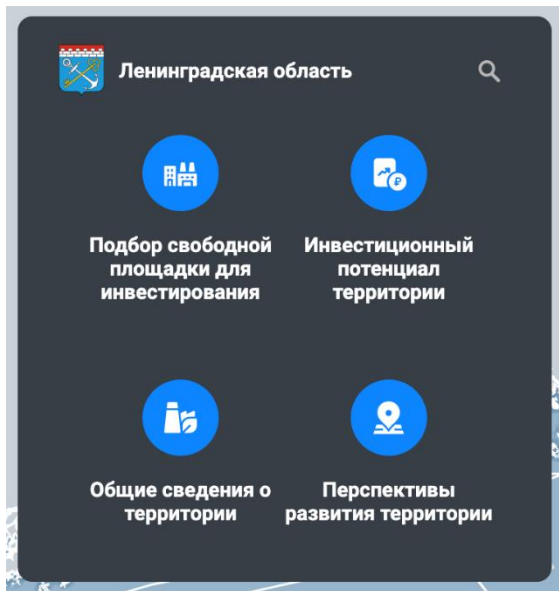 Ленинградская область
Подбор свободной
площадки для
инвестирования
Инвестиционный
потенциал
территории
Общие сведения о
территории
Перспективы
развития территории